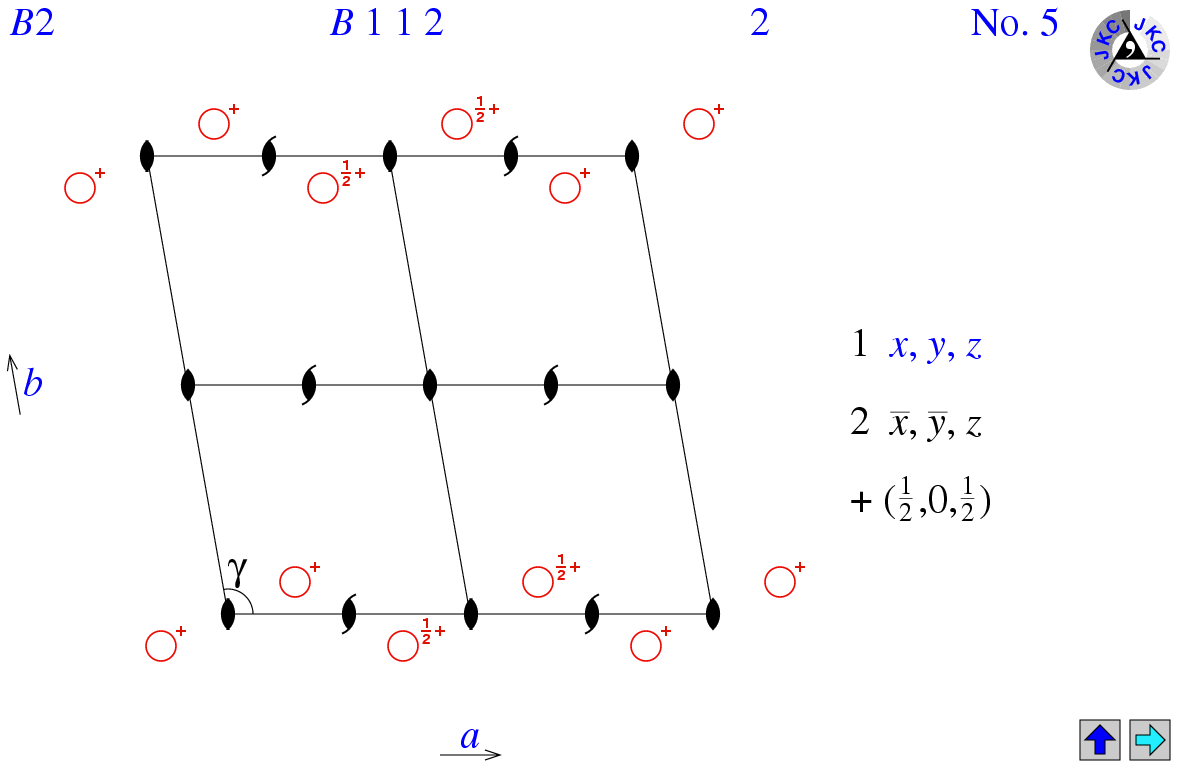 B2 B 1 1 2 2 No. 5
JKC JKC JKC
+ ½+ +
+ ½+ +
b
1 x, y, z
2 x̅, y̅, z
+ (½,0,½)
γ
+ ½+ +
+ ½+ +
a